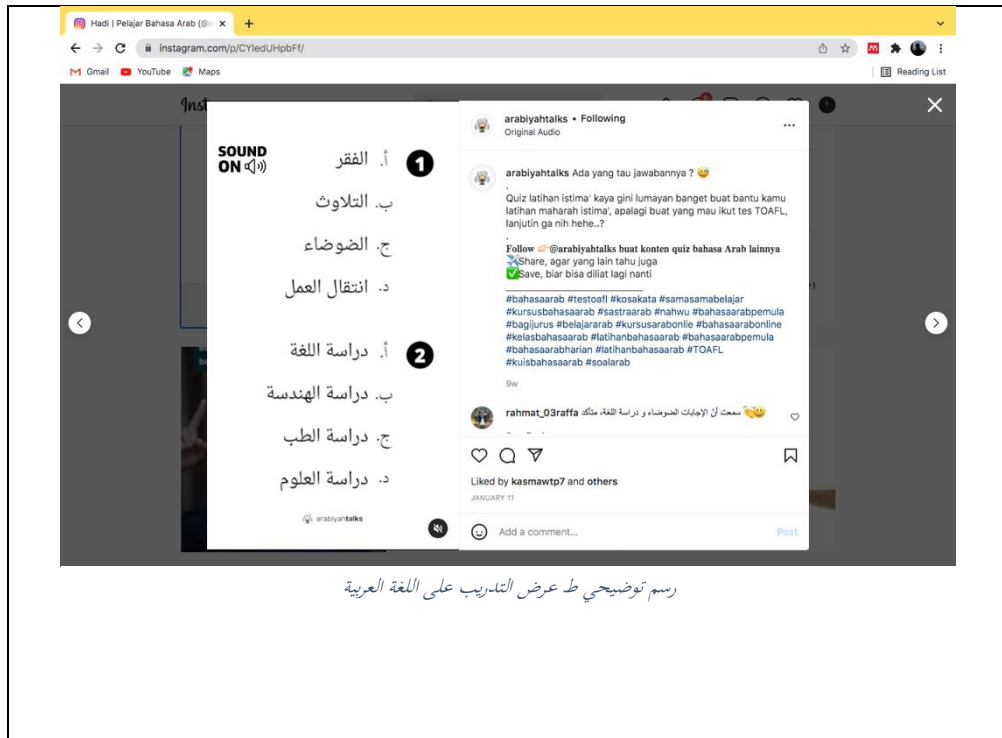 Hadi | Pelajar Bahasa Arab (@
instagram.com/p/CYledUHpbFf/
Gmail YouTube Maps
Reading List
Inst
SOUND
ON
1
أ. الفقر
ب. التلاوث
ج. الضوضاء
د. انتقال العمل
2
أ. دراسة اللغة
ب. دراسة الهندسة
ج. دراسة الطب
د. دراسة العلوم
arabiyahtalks
arabiyahtalks • Following
Original Audio
arabiyahtalks Ada yang tau jawabannya ? 😅
.
Quiz latihan istima' kaya gini lumayan banget buat bantu kamu
latihan maharah istima', apalagi buat yang mau ikut tes TOAFL,
lanjutin ga nih hehe..?
.
Follow 👉🏻@arabiyahtalks buat konten quiz bahasa Arab lainnya
✈️Share, agar yang lain tahu juga
✅Save, biar bisa diliat lagi nanti
#bahasaarab #testoafl #kosakata #samasamabelajar
#kursusbahasaarab #sastraarab #nahwu #bahasaarabpemula
#bagijurus #belajararab #kursusarabonlie #bahasaarabonline
#kelasbahasaarab #latihanbahasaarab #bahasaarabpemula
#bahasaarabharian #latihanbahasaarab #TOAFL
#kuisbahasaarab #soalarab
9w
rahmat_03raffa سمعت أنّ الإجابات الضوضاء و دراسة اللغة، متأكد
Liked by kasmawtp7 and others
JANUARY 11
Add a comment...
Post
رسم توضيحي ط عرض التدريب على اللغة العربية